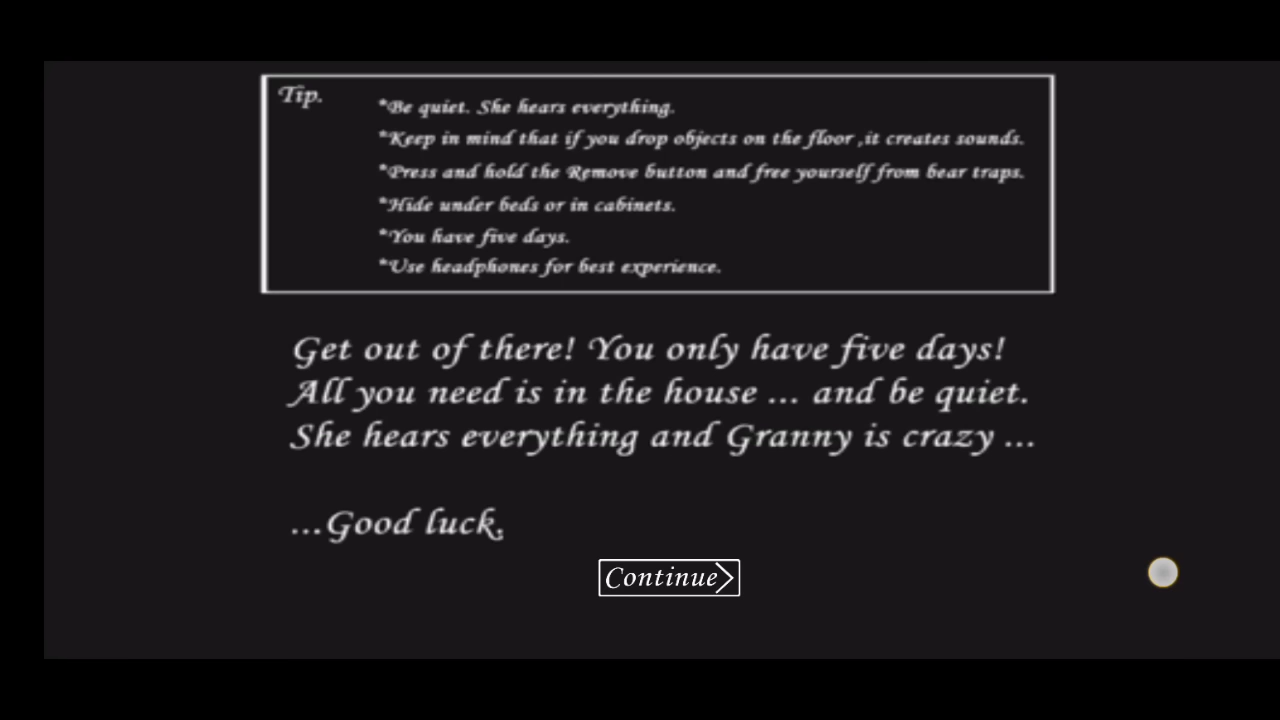 Tip.
*Be quiet. She hears everything.
*Keep in mind that if you drop objects on the floor ,it creates sounds.
*Press and hold the Remove button and free yourself from bear traps.
*Hide under beds or in cabinets.
*You have five days.
*Use headphones for best experience.
Get out of there! You only have five days!
All you need is in the house ... and be quiet.
She hears everything and Granny is crazy ...
...Good luck.
Continue